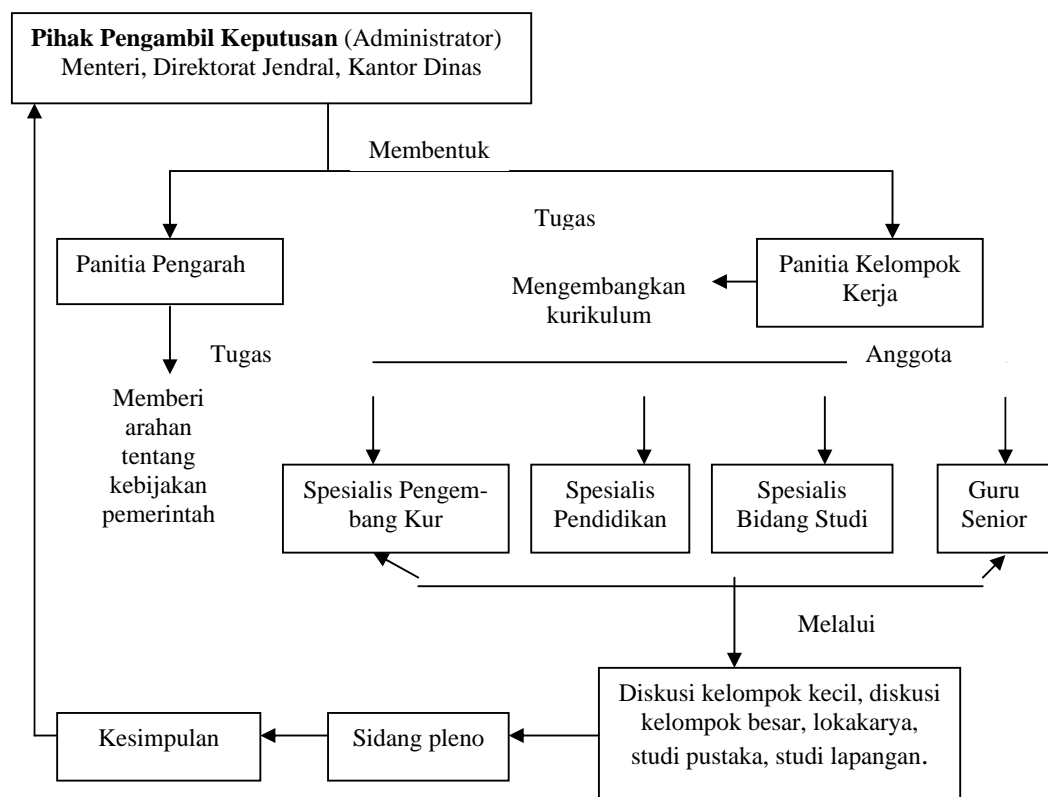 Pihak Pengambil Keputusan (Administrator)
Menteri, Direktorat Jendral, Kantor Dinas
Membentuk
Tugas
Panitia Pengarah
Mengembangkan
kurikulum
Panitia Kelompok
Kerja
Tugas
Anggota
Memberi
arahan
tentang
kebijakan
pemerintah
Spesialis Pengem-
bang Kur
Spesialis
Pendidikan
Spesialis
Bidang Studi
Guru
Senior
Melalui
Diskusi kelompok kecil, diskusi
kelompok besar, lokakarya,
studi pustaka, studi lapangan.
Sidang pleno
Kesimpulan